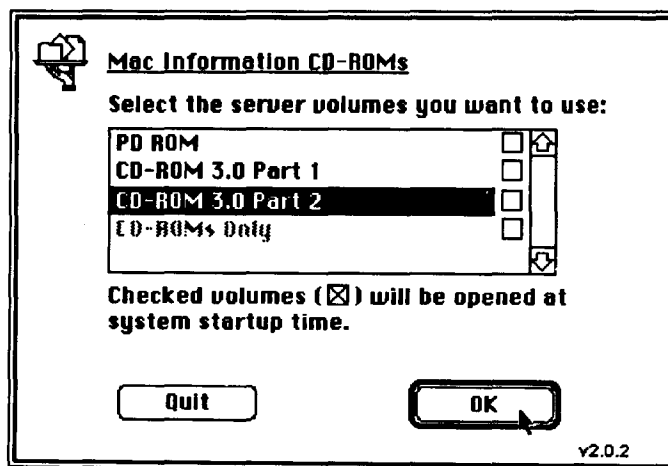 Mac Information CD-ROMs
Select the server volumes you want to use:
PD ROM
CD-ROM 3.0 Part 1
CD-ROM 3.0 Part 2
CD-ROMs Only
Checked volumes (☒) will be opened at
system startup time.
Quit
OK
v2.0.2